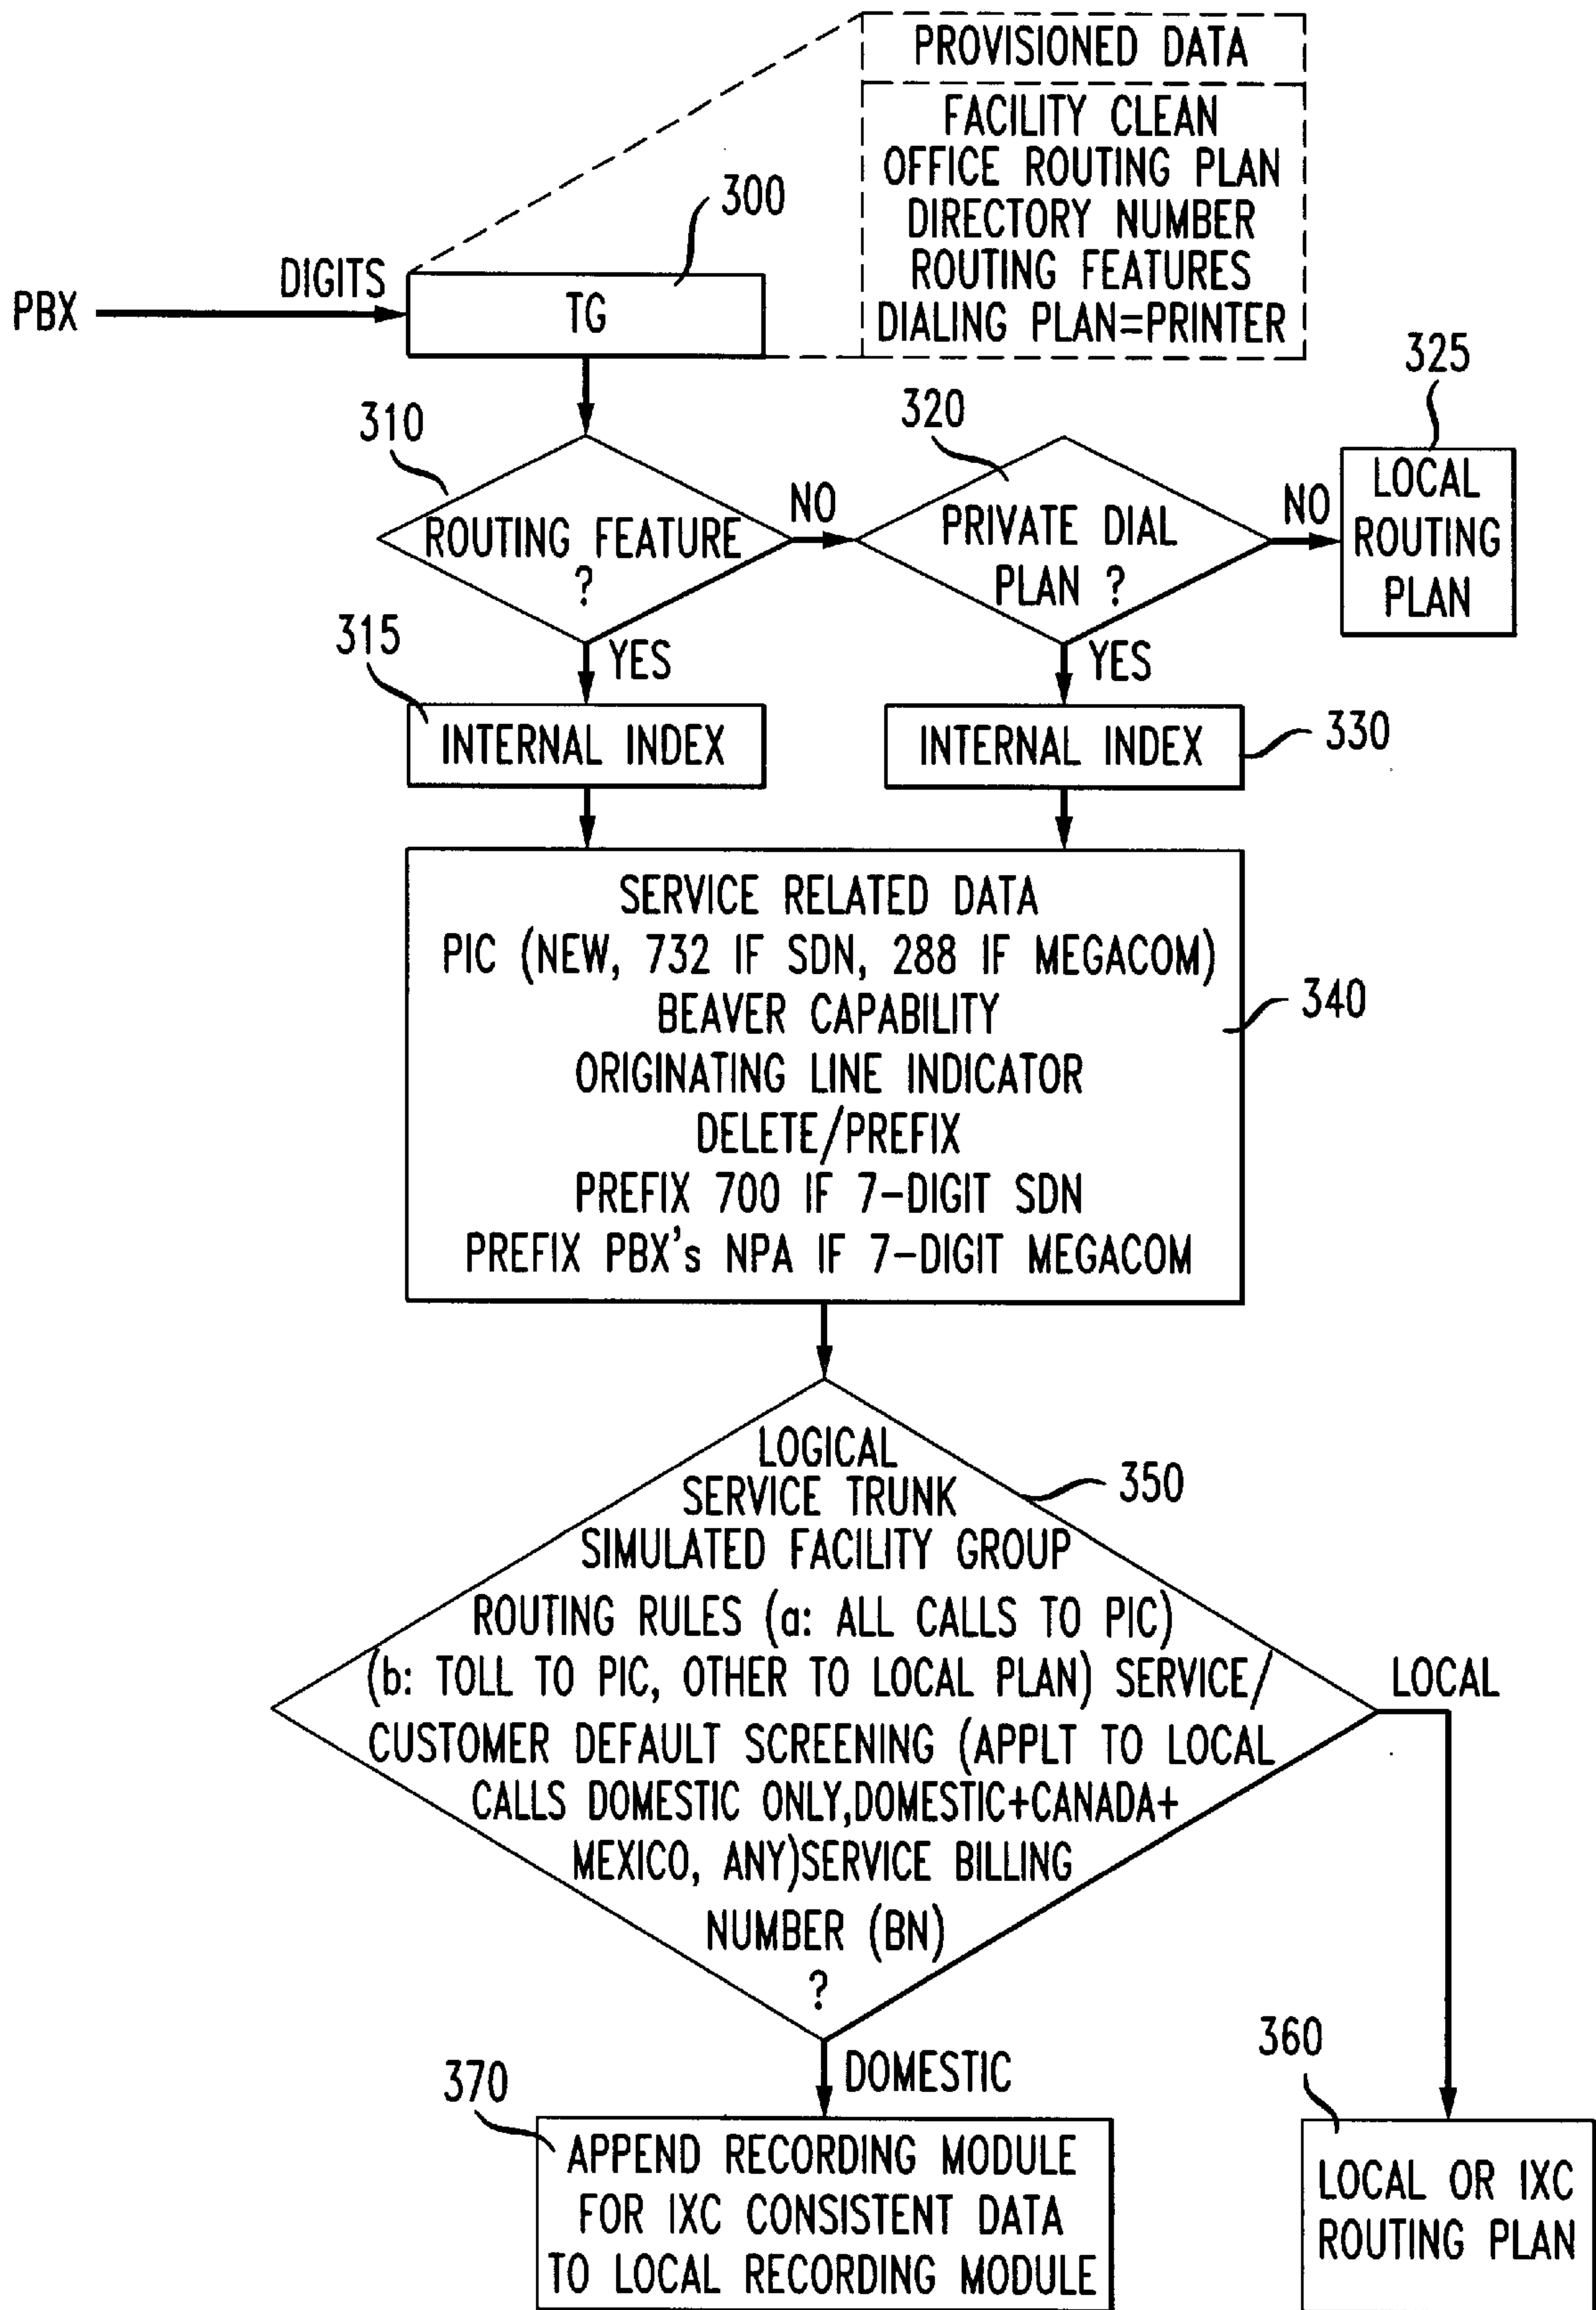 PROVISIONED DATA
FACILITY CLEAN
OFFICE ROUTING PLAN
DIRECTORY NUMBER
ROUTING FEATURES
DIALING PLAN=PRINTER
300
PBX
DIGITS
TG
310
ROUTING FEATURE
?
NO
YES
320
PRIVATE DIAL
PLAN ?
NO
YES
325
LOCAL
ROUTING
PLAN
315
INTERNAL INDEX
INTERNAL INDEX
330
SERVICE RELATED DATA
PIC (NEW, 732 IF SDN, 288 IF MEGACOM)
BEAVER CAPABILITY
ORIGINATING LINE INDICATOR
DELETE/PREFIX
PREFIX 700 IF 7-DIGIT SDN
PREFIX PBX's NPA IF 7-DIGIT MEGACOM
340
LOGICAL
SERVICE TRUNK
SIMULATED FACILITY GROUP
ROUTING RULES (a: ALL CALLS TO PIC)
(b: TOLL TO PIC, OTHER TO LOCAL PLAN) SERVICE/
CUSTOMER DEFAULT SCREENING (APPLT TO LOCAL
CALLS DOMESTIC ONLY,DOMESTIC+CANADA+
MEXICO, ANY)SERVICE BILLING
NUMBER (BN)
?
350
LOCAL
DOMESTIC
360
LOCAL OR IXC
ROUTING PLAN
370
APPEND RECORDING MODULE
FOR IXC CONSISTENT DATA
TO LOCAL RECORDING MODULE